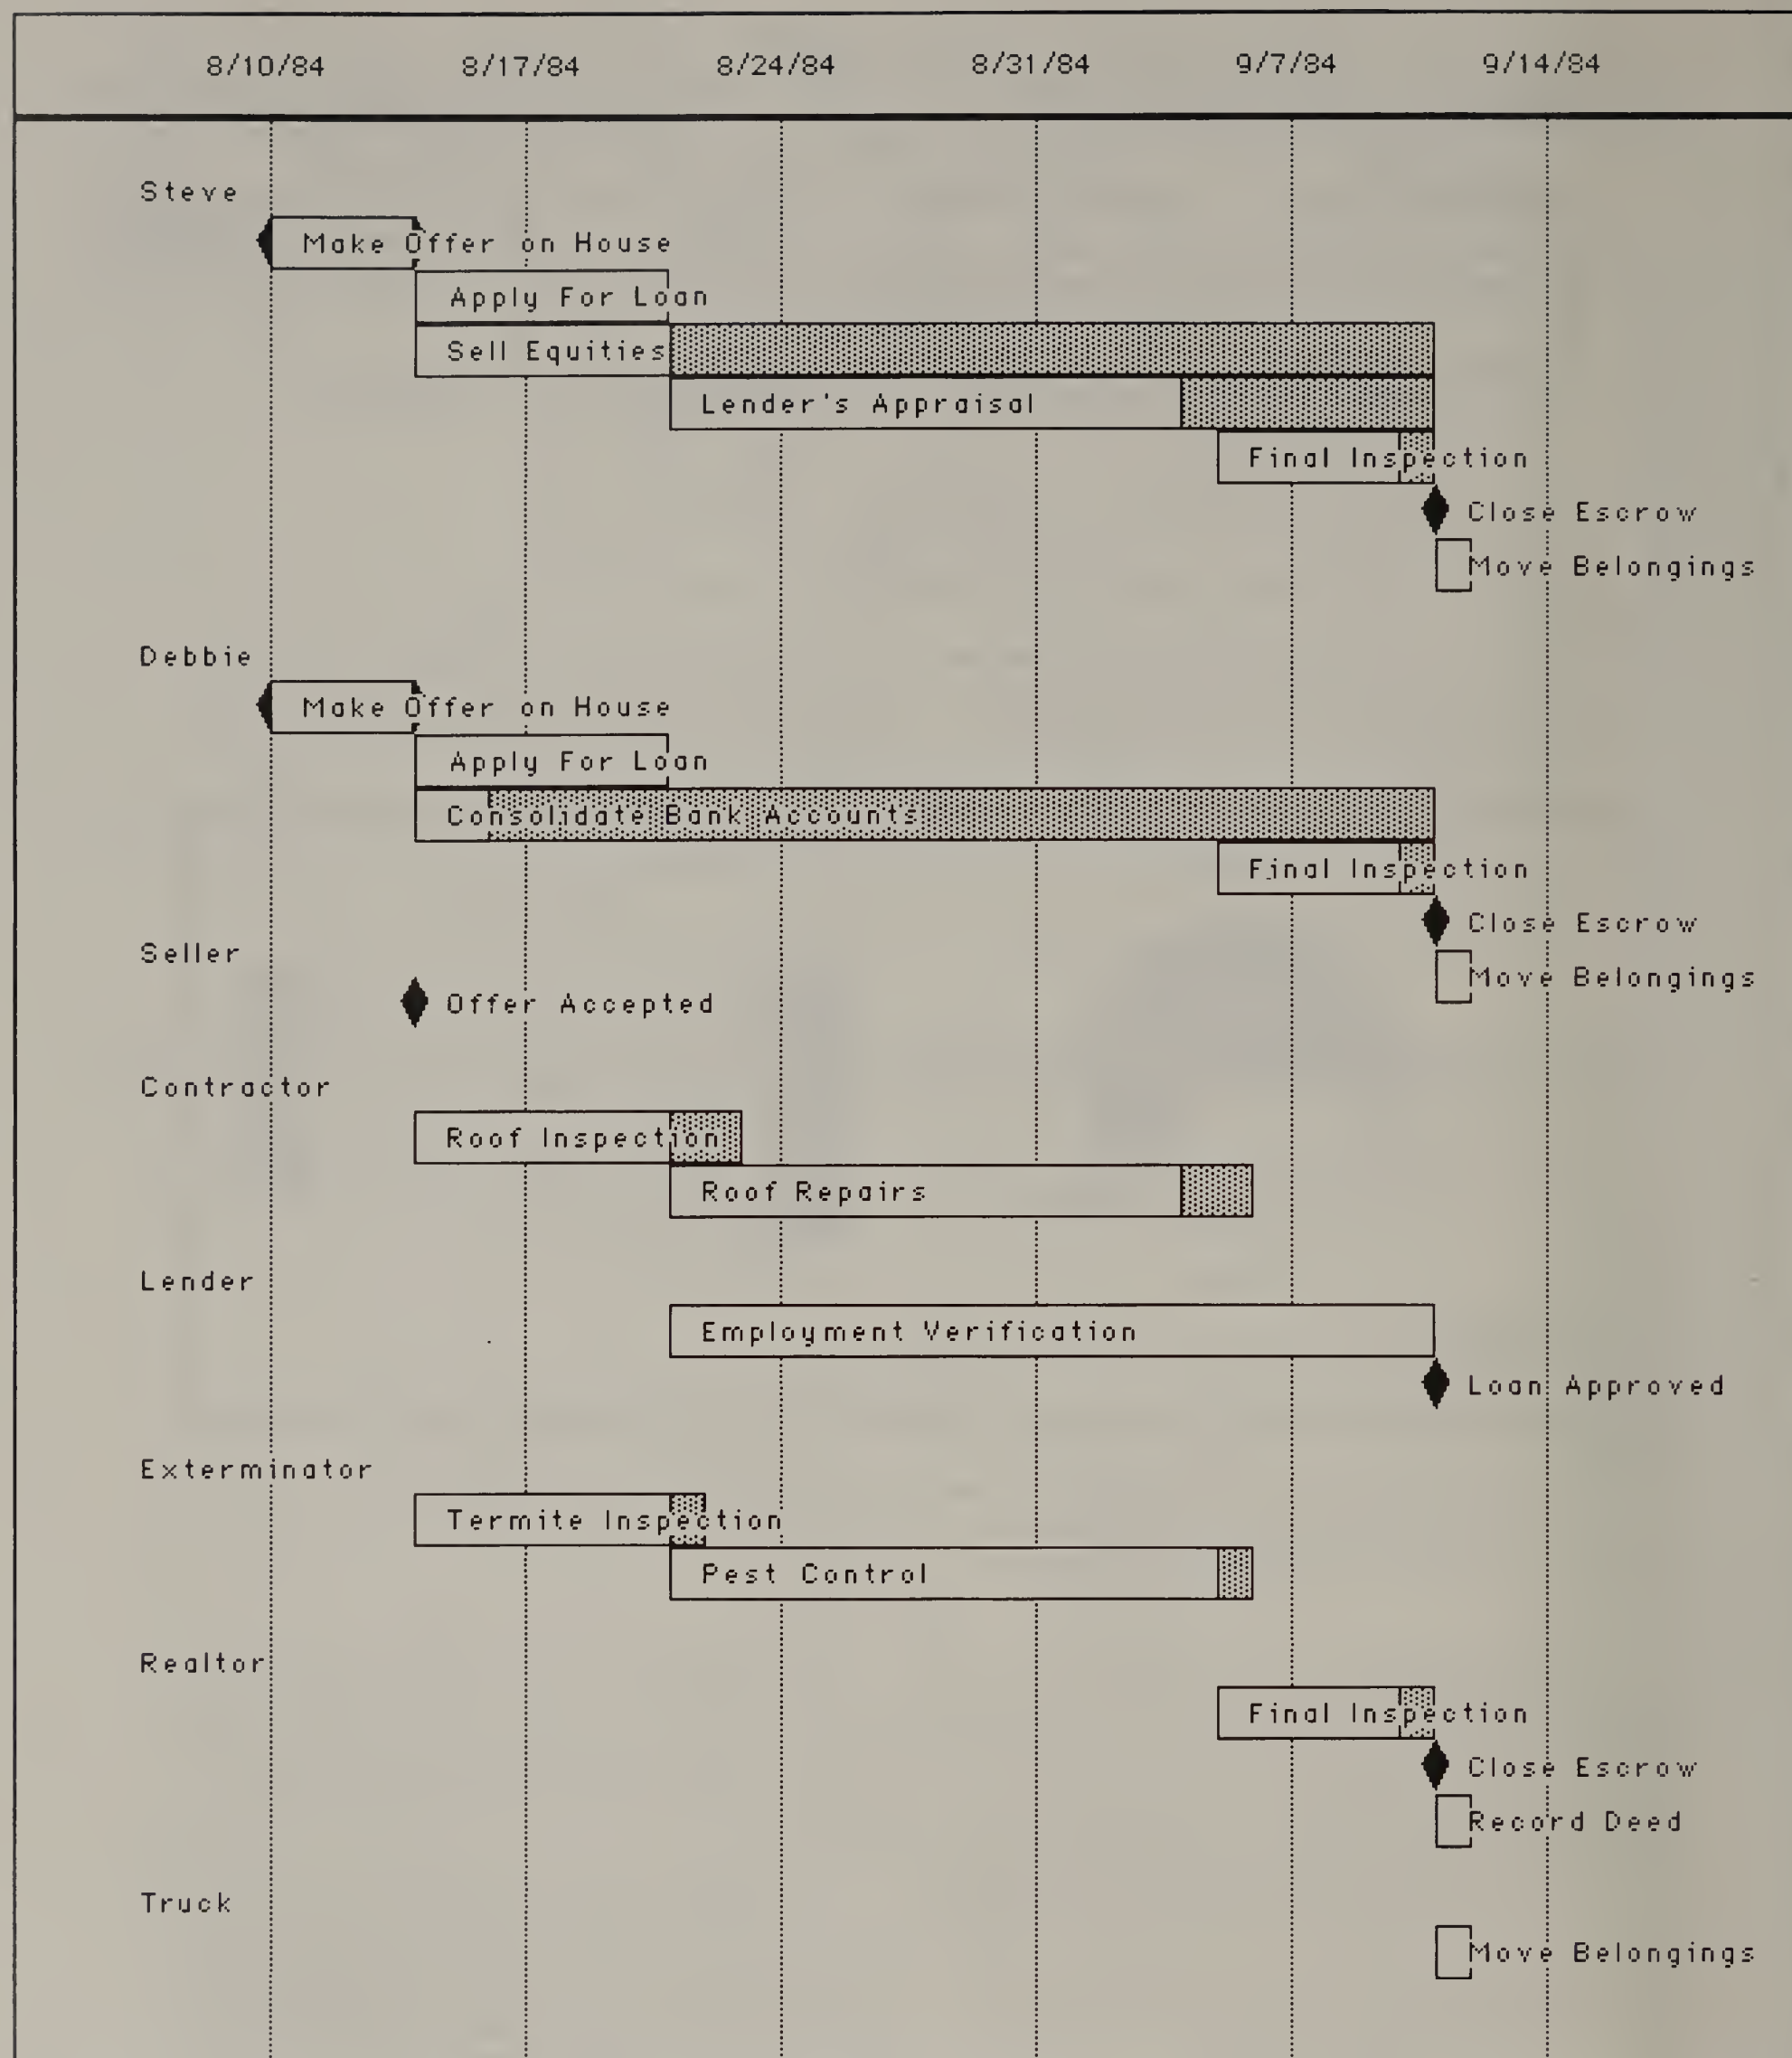 8/10/84 8/17/84 8/24/84 8/31/84 9/7/84 9/14/84
Steve
Make Offer on House
Apply For Loan
Sell Equities
Lender's Appraisal
Final Inspection
Close Escrow
Move Belongings
Debbie
Make Offer on House
Apply For Loan
Consolidate Bank Accounts
Final Inspection
Close Escrow
Seller
Move Belongings
Offer Accepted
Contractor
Roof Inspection
Roof Repairs
Lender
Employment Verification
Loan Approved
Exterminator
Termite Inspection
Pest Control
Realtor
Final Inspection
Close Escrow
Record Deed
Truck
Move Belongings